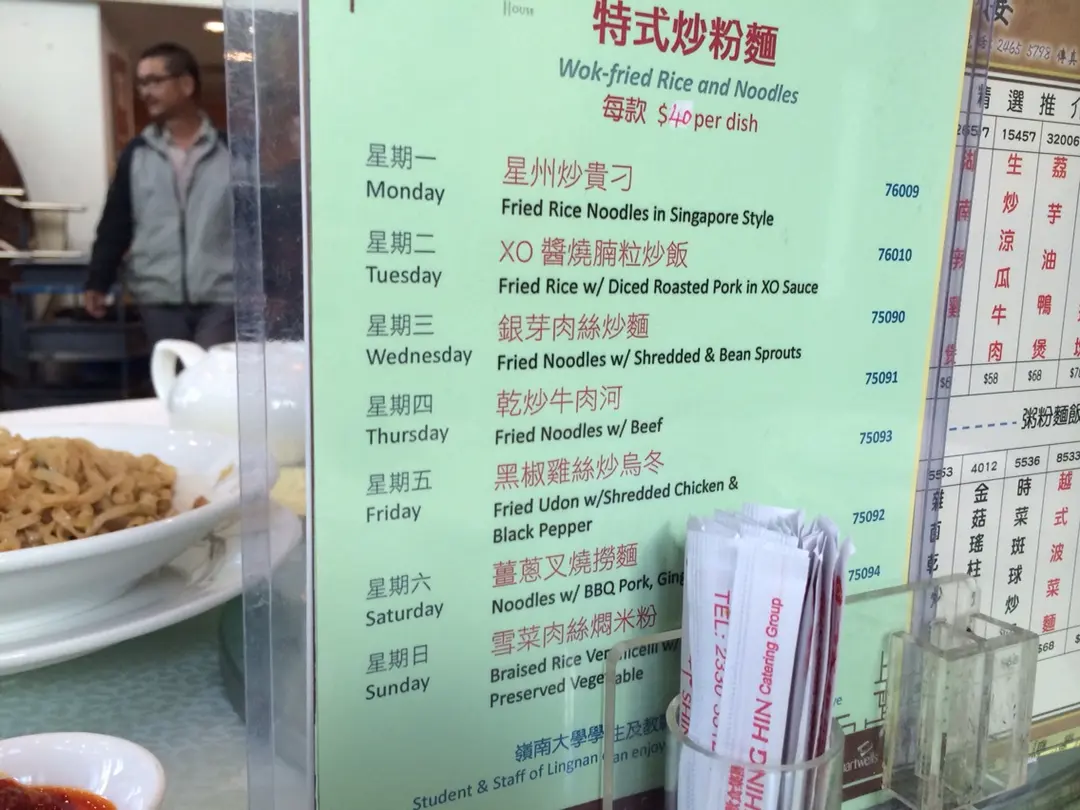 HOUSE
特式炒粉麵
Wok-fried Rice and Noodles
每款 $40 per dish
星期一 星州炒貴刁 76009
Monday Fried Rice Noodles in Singapore Style
星期二 XO 醬燒腩粒炒飯 76010
Tuesday Fried Rice w/ Diced Roasted Pork in XO Sauce
星期三 銀芽肉絲炒麵 75090
Wednesday Fried Noodles w/ Shredded & Bean Sprouts
星期四 乾炒牛肉河 75091
Thursday Fried Noodles w/ Beef
星期五 黑椒雞絲炒烏冬 75093
Friday Fried Udon w/Shredded Chicken &
Black Pepper
星期六 薑蔥叉燒撈麵 75092
Saturday Noodles w/ BBQ Pork,
星期日 雪菜肉絲燜米粉 75094
Sunday Braised Rice Vermicelli w/
Preserved Vegetable
嶺南大學學生及教
Student & Staff of Lingnan can enjoy
TEL: 2330
HING HIN Catering Group
2465 5798 傳真
精選推介
15457 32006
生炒涼瓜牛肉
荔芋油鴨煲
$58 $68
粥粉麵飯
4012 5536 8533
金菇瑤柱
時菜斑球炒
越式波菜麵
$68